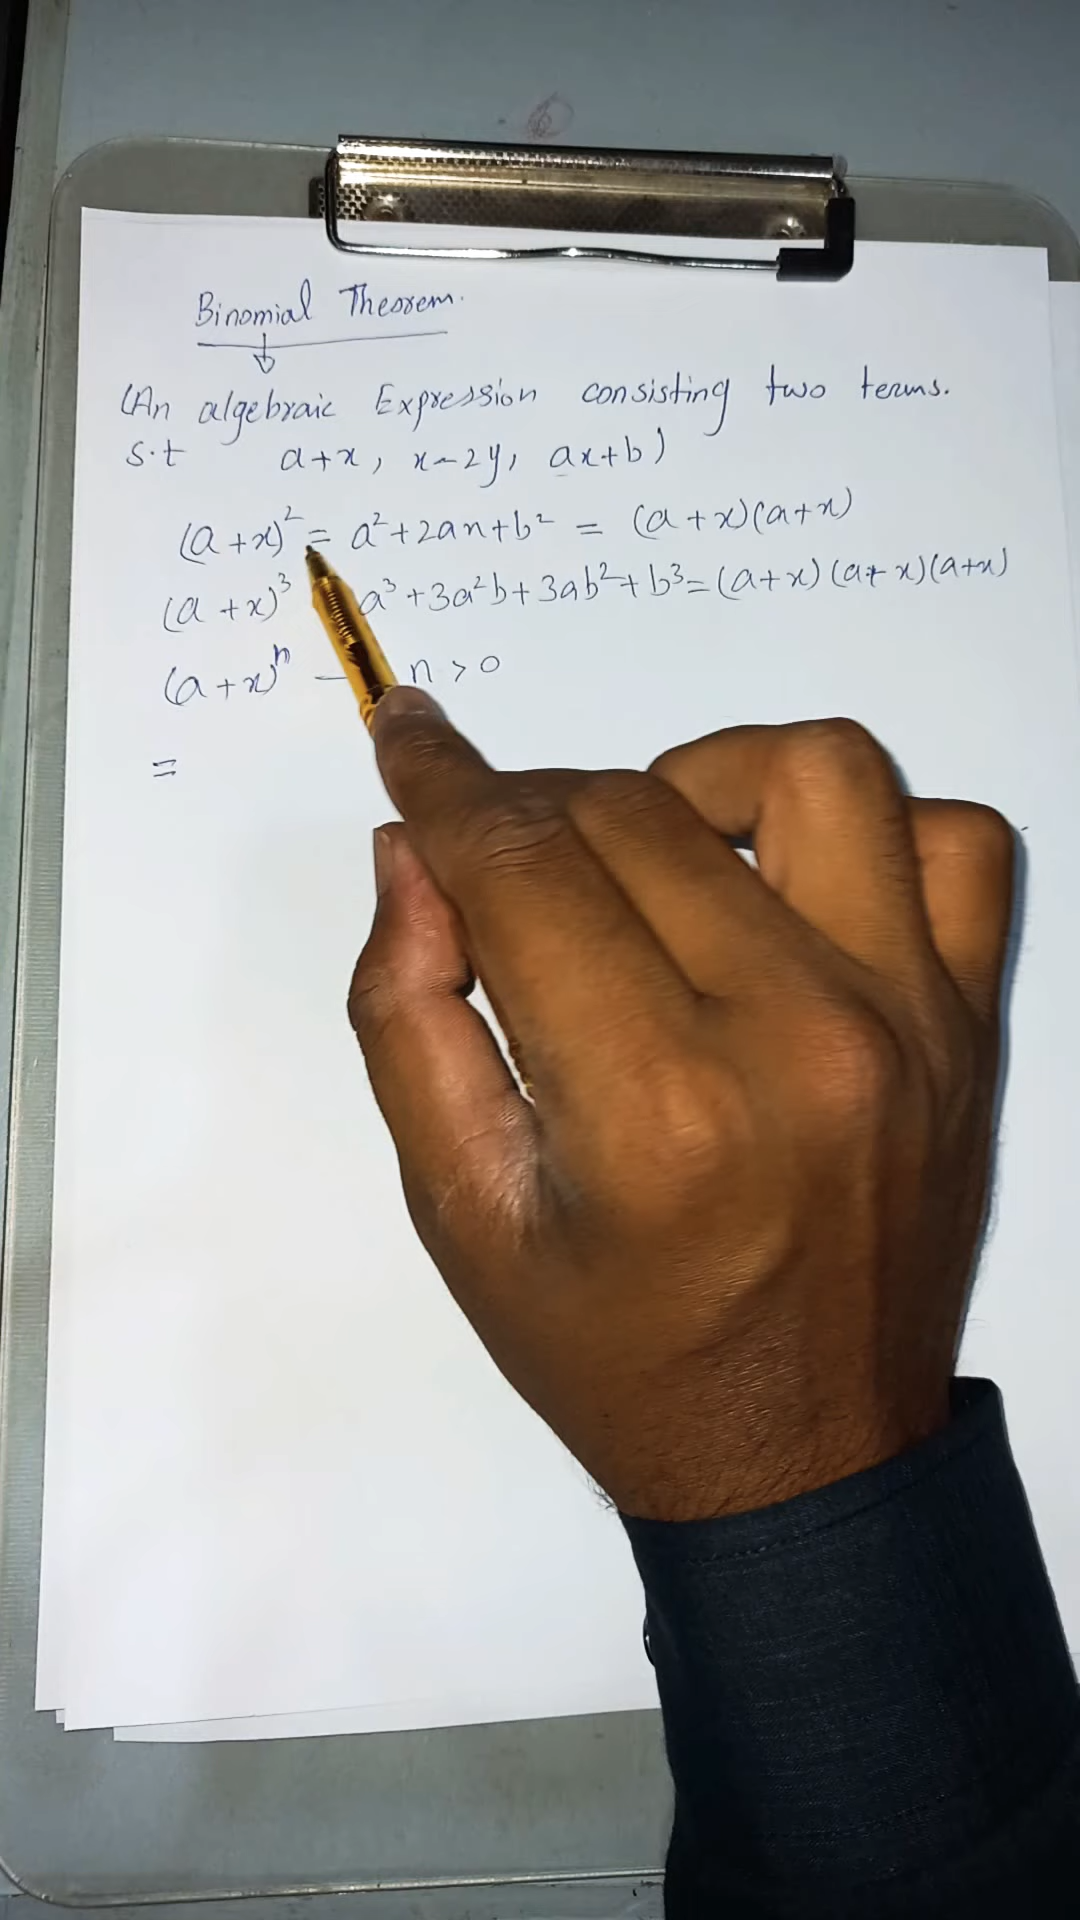 Binomial Theorem.
(An algebraic Expression consisting two terms.
s.t a+x, x-2y, ax+b)
(a+x)² = a²+2ax+b² = (a+x)(a+x)
(a+x)³ a³+3a²b+3ab²+b³=(a+x)(a+x)(a+x)
(a+x)ⁿ — n>0
=